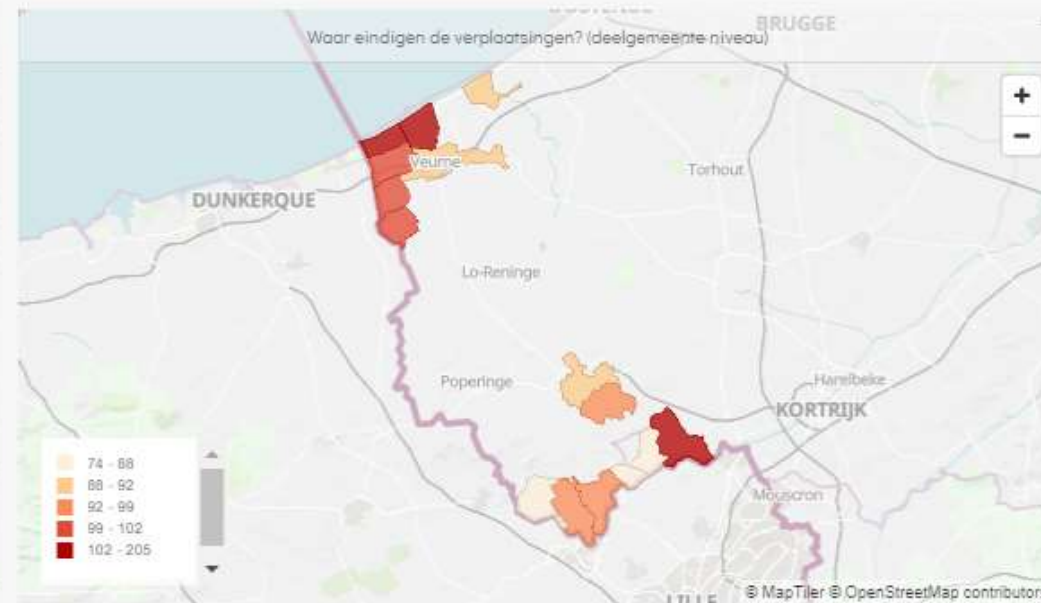 BRUGGE
Waar eindigen de verplaatsingen? (deelgemeente niveau)
+
−
Veurne
Torhout
DUNKERQUE
Lo-Reninge
Poperinge
Harelbeke
KORTRIJK
Mouscron
74 - 88
88 - 92
92 - 99
99 - 102
102 - 205
LILLE
© MapTiler © OpenStreetMap contributors